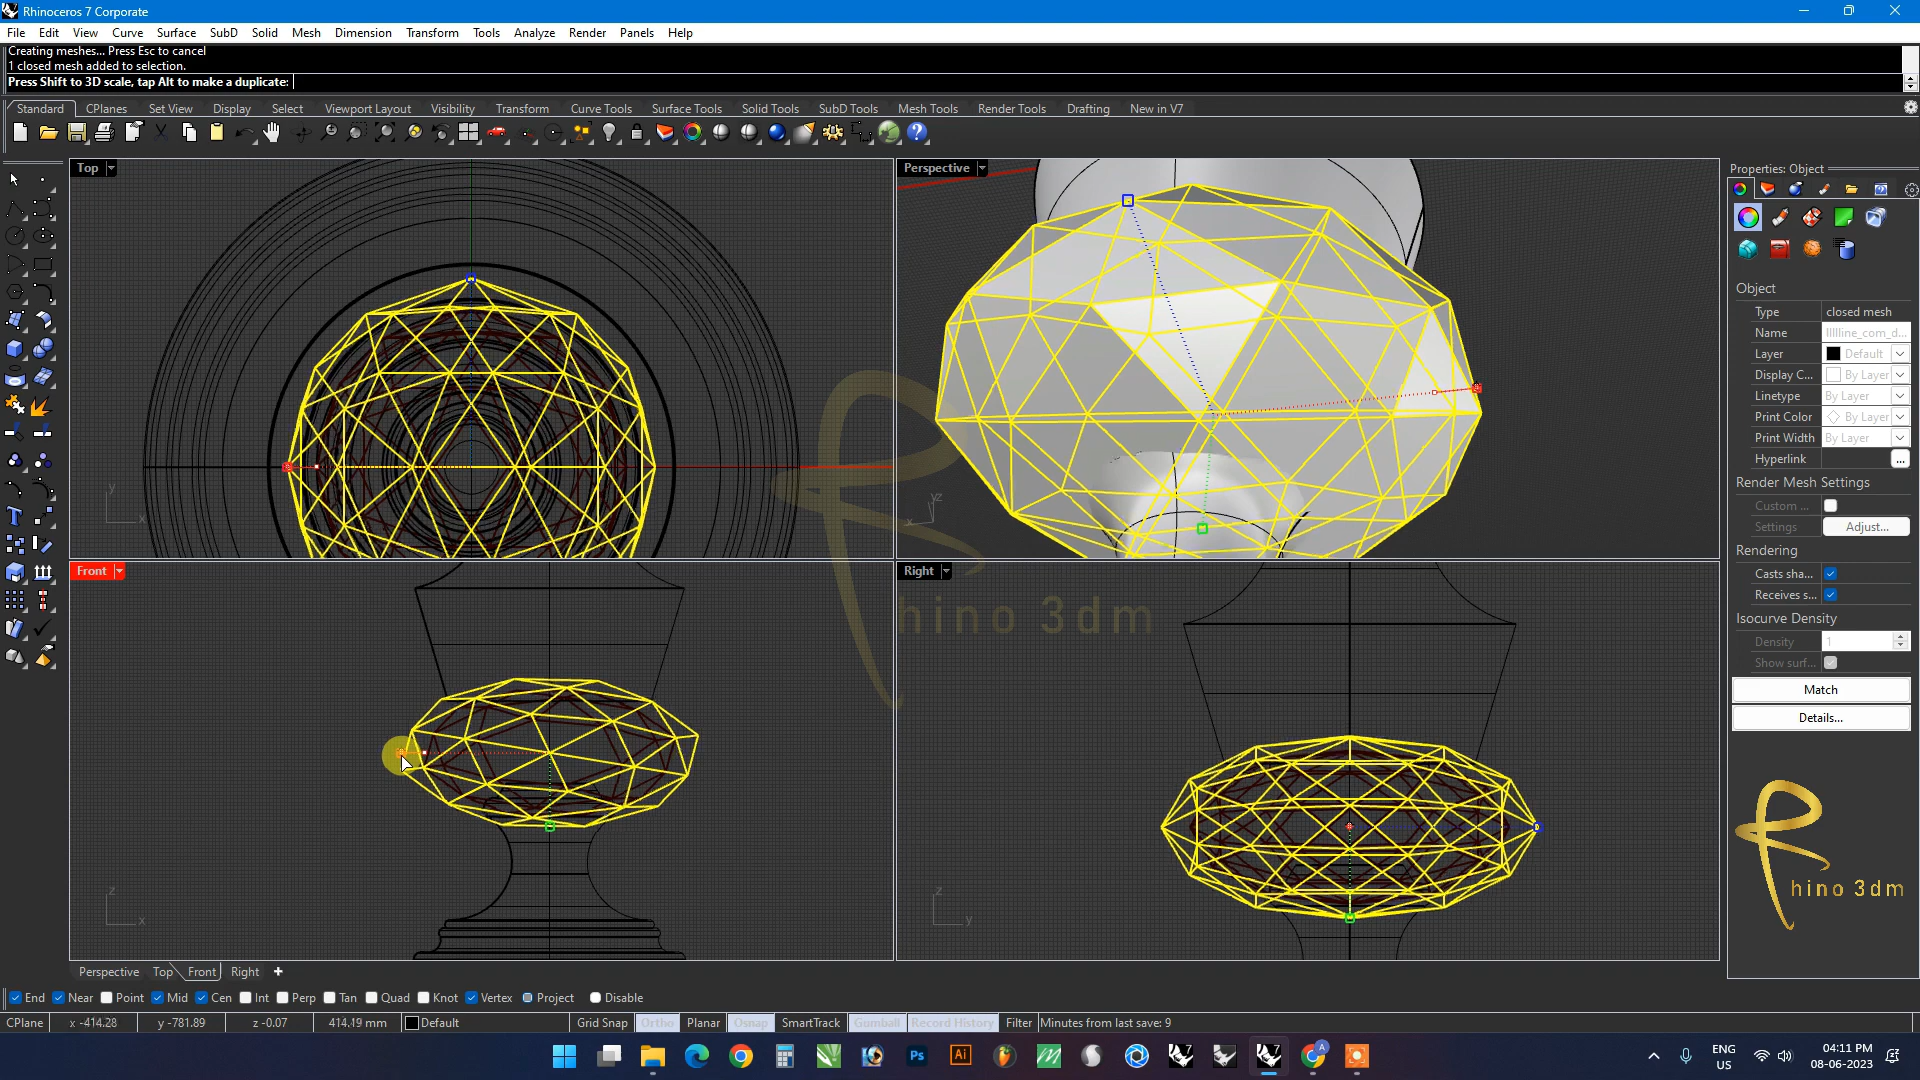 Rhinoceros 7 Corporate
File Edit View Curve Surface SubD Solid Mesh Dimension Transform Tools Analyze Render Panels Help
Creating meshes... Press Esc to cancel
1 closed mesh added to selection.
Press Shift to 3D scale, tap Alt to make a duplicate:
Standard CPlanes Set View Display Select Viewport Layout Visibility Transform Curve Tools Surface Tools Solid Tools SubD Tools Mesh Tools Render Tools Drafting New in V7
Top
Perspective
Properties: Object
Object
Type closed mesh
Name llllline_com_d...
Layer Default
Display C... By Layer
Linetype By Layer
Print Color By Layer
Print Width By Layer
Hyperlink ...
Render Mesh Settings
Custom ...
Settings Adjust...
Rendering
Casts sha...
Receives s...
Isocurve Density
Density 1
Show surf...
Match
Details...
y x
yz x
Front
Right
hino 3dm
z x
z y
hino 3dm
Perspective Top Front Right
End Near Point Mid Cen Int Perp Tan Quad Knot Vertex Project Disable
CPlane x -414.28 y -781.89 z -0.07 414.19 mm Default Grid Snap Ortho Planar Osnap SmartTrack Gumball Record History Filter Minutes from last save: 9
Ps Ai 7 7 A
ENG
US
04:11 PM
08-06-2023